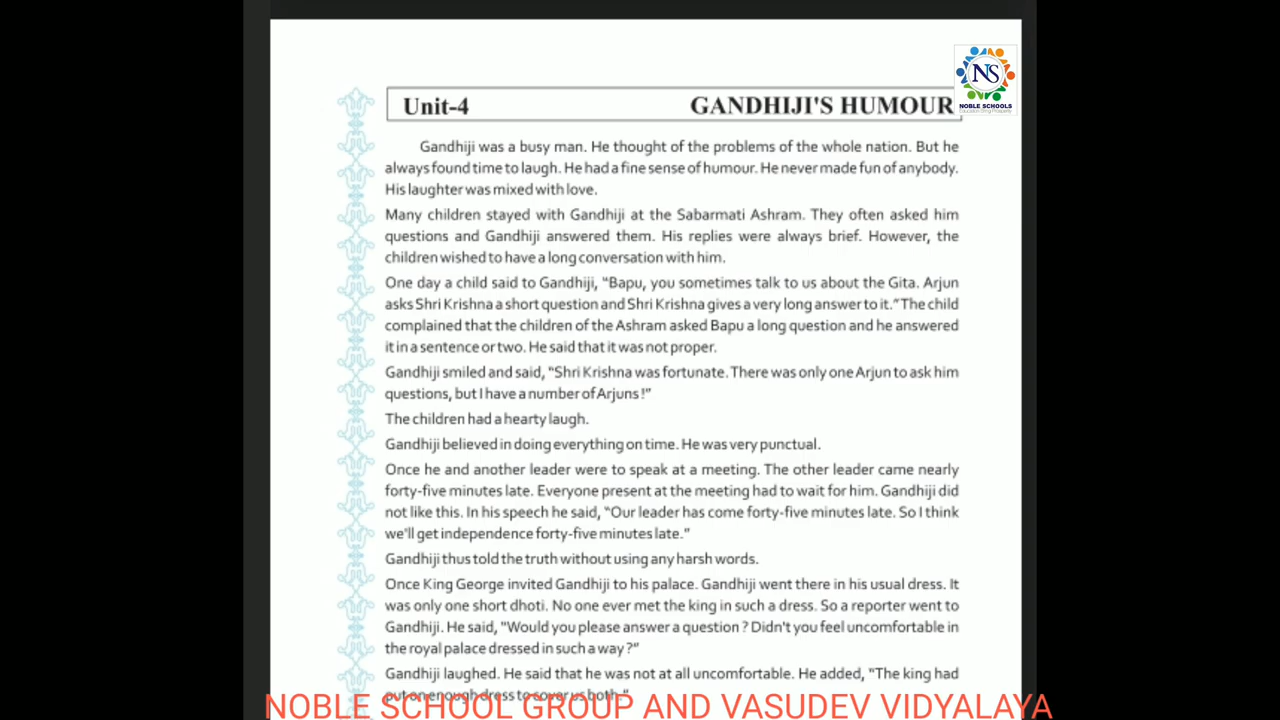 NS
NOBLE SCHOOLS
Unit-4 GANDHIJI'S HUMOUR
Gandhiji was a busy man. He thought of the problems of the whole nation. But he
always found time to laugh. He had a fine sense of humour. He never made fun of anybody.
His laughter was mixed with love.
Many children stayed with Gandhiji at the Sabarmati Ashram. They often asked him
questions and Gandhiji answered them. His replies were always brief. However, the
children wished to have a long conversation with him.
One day a child said to Gandhiji, “Bapu, you sometimes talk to us about the Gita. Arjun
asks Shri Krishna a short question and Shri Krishna gives a very long answer to it.” The child
complained that the children of the Ashram asked Bapu a long question and he answered
it in a sentence or two. He said that it was not proper.
Gandhiji smiled and said, “Shri Krishna was fortunate. There was only one Arjun to ask him
questions, but I have a number of Arjuns !”
The children had a hearty laugh.
Gandhiji believed in doing everything on time. He was very punctual.
Once he and another leader were to speak at a meeting. The other leader came nearly
forty-five minutes late. Everyone present at the meeting had to wait for him. Gandhiji did
not like this. In his speech he said, “Our leader has come forty-five minutes late. So I think
we'll get independence forty-five minutes late.”
Gandhiji thus told the truth without using any harsh words.
Once King George invited Gandhiji to his palace. Gandhiji went there in his usual dress. It
was only one short dhoti. No one ever met the king in such a dress. So a reporter went to
Gandhiji. He said, “Would you please answer a question ? Didn't you feel uncomfortable in
the royal palace dressed in such a way ?”
Gandhiji laughed. He said that he was not at all uncomfortable. He added, “The king had
put on enough dress to cover us both.”
NOBLE SCHOOL GROUP AND VASUDEV VIDYALAYA